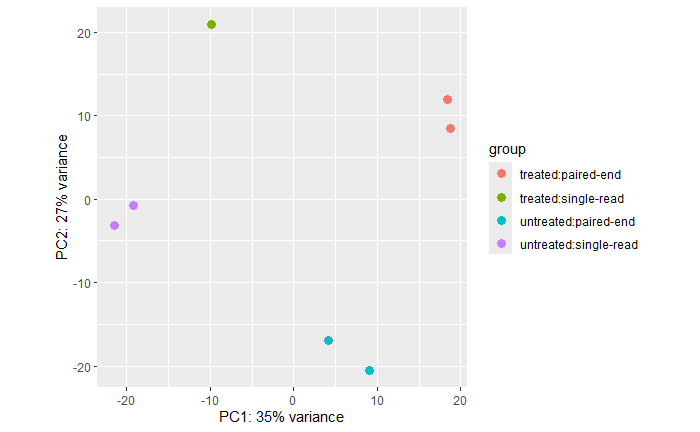 20
10
0
-10
-20
PC2: 27% variance
-20
-10
0
10
20
PC1: 35% variance
group
treated:paired-end
treated:single-read
untreated:paired-end
untreated:single-read